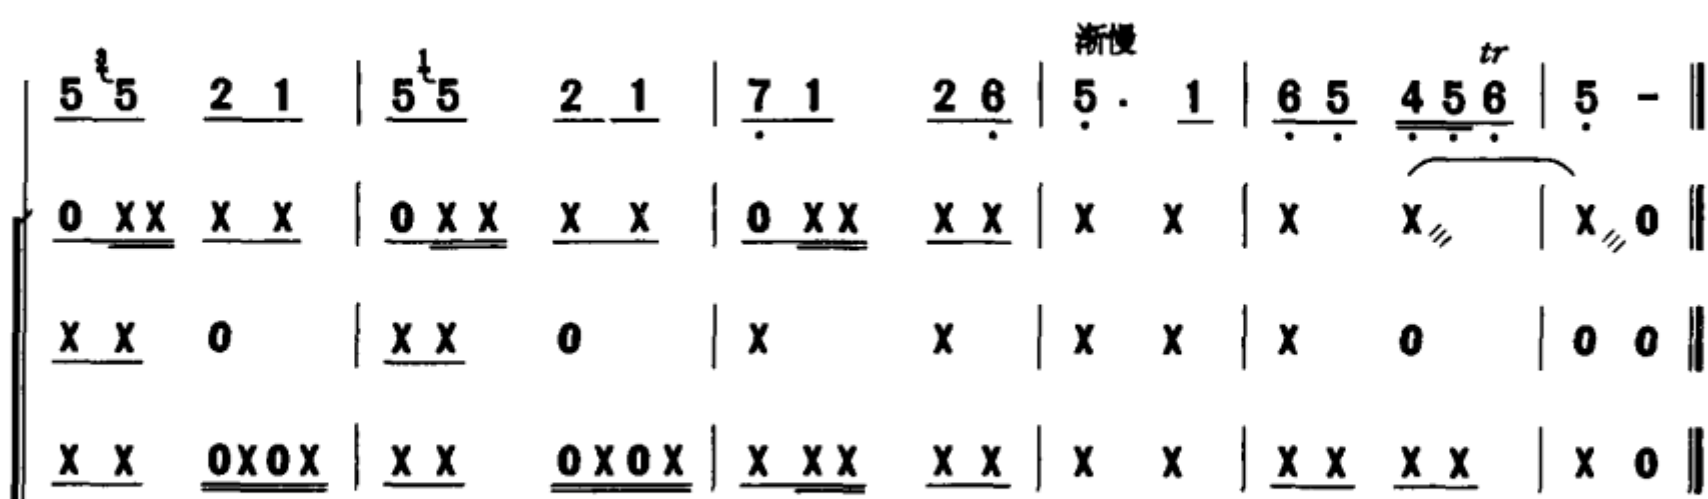 渐慢
tr
5 5 2 1 | 1 5 5 2 1 | 7 1 2 6 | 5 . 1 | 6 5 4 5 6 | 5 -
0 X X X X | 0 X X X X | 0 X X X X | X X | X X | X 0
X X 0 | X X 0 | X X | X X | X 0 | 0 0
X X 0 X 0 X | X X 0 X 0 X | X X X X X | X X | X X X X | X 0